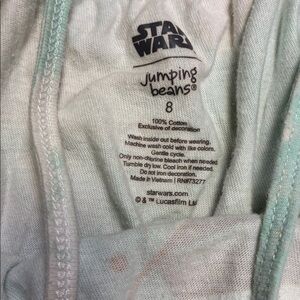 STAR
WARS
jumping
beans®
8
100% Cotton
Exclusive of decoration
Wash inside out before wearing.
Machine wash cold with like colors.
Gentle cycle.
Only non-chlorine bleach when needed.
Tumble dry low. Cool iron if needed.
Do not iron decoration.
Made in Vietnam | RN#73277
starwars.com
© & ™ Lucasfilm Ltd